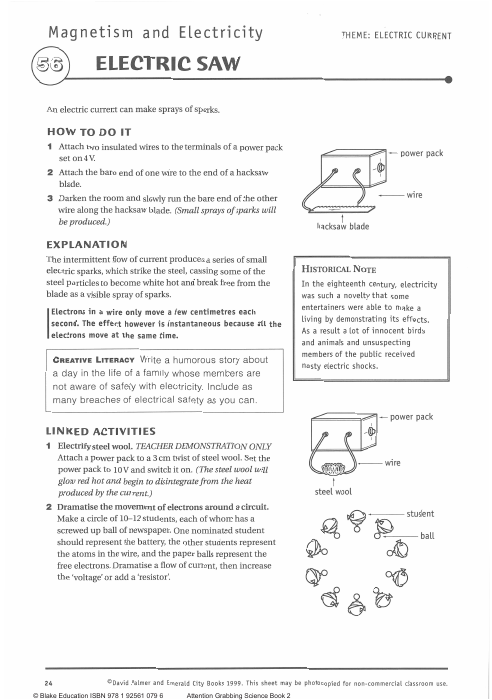 Magnetism and Electricity
THEME: ELECTRIC CURRENT
56
ELECTRIC SAW
An electric current can make sprays of sparks.
HOW TO DO IT
1 Attach two insulated wires to the terminals of a power pack
set on 4 V.
2 Attach the bare end of one wire to the end of a hacksaw
blade.
3 Darken the room and slowly run the bare end of the other
wire along the hacksaw blade. (Small sprays of sparks will
be produced.)
power pack
wire
hacksaw blade
EXPLANATION
The intermittent flow of current produces a series of small
electric sparks, which strike the steel, causing some of the
steel particles to become white hot and break free from the
blade as a visible spray of sparks.
Electrons in a wire only move a few centimetres each
second. The effect however is instantaneous because all the
electrons move at the same time.
CREATIVE LITERACY Write a humorous story about
a day in the life of a family whose members are
not aware of safety with electricity. Include as
many breaches of electrical safety as you can.
HISTORICAL NOTE
In the eighteenth century, electricity
was such a novelty that some
entertainers were able to make a
living by demonstrating its effects.
As a result a lot of innocent birds
and animals and unsuspecting
members of the public received
nasty electric shocks.
LINKED ACTIVITIES
1 Electrify steel wool. TEACHER DEMONSTRATION ONLY
Attach a power pack to a 3 cm twist of steel wool. Set the
power pack to 10 V and switch it on. (The steel wool will
glow red hot and begin to disintegrate from the heat
produced by the current.)
2 Dramatise the movement of electrons around a circuit.
Make a circle of 10–12 students, each of whom has a
screwed up ball of newspaper. One nominated student
should represent the battery, the other students represent
the atoms in the wire, and the paper balls represent the
free electrons. Dramatise a flow of current, then increase
the 'voltage' or add a 'resistor'.
power pack
wire
steel wool
student
ball
24
©David Palmer and Emerald City Books 1999. This sheet may be photocopied for non-commercial classroom use.
© Blake Education ISBN 978 1 92561 079 6 Attention Grabbing Science Book 2